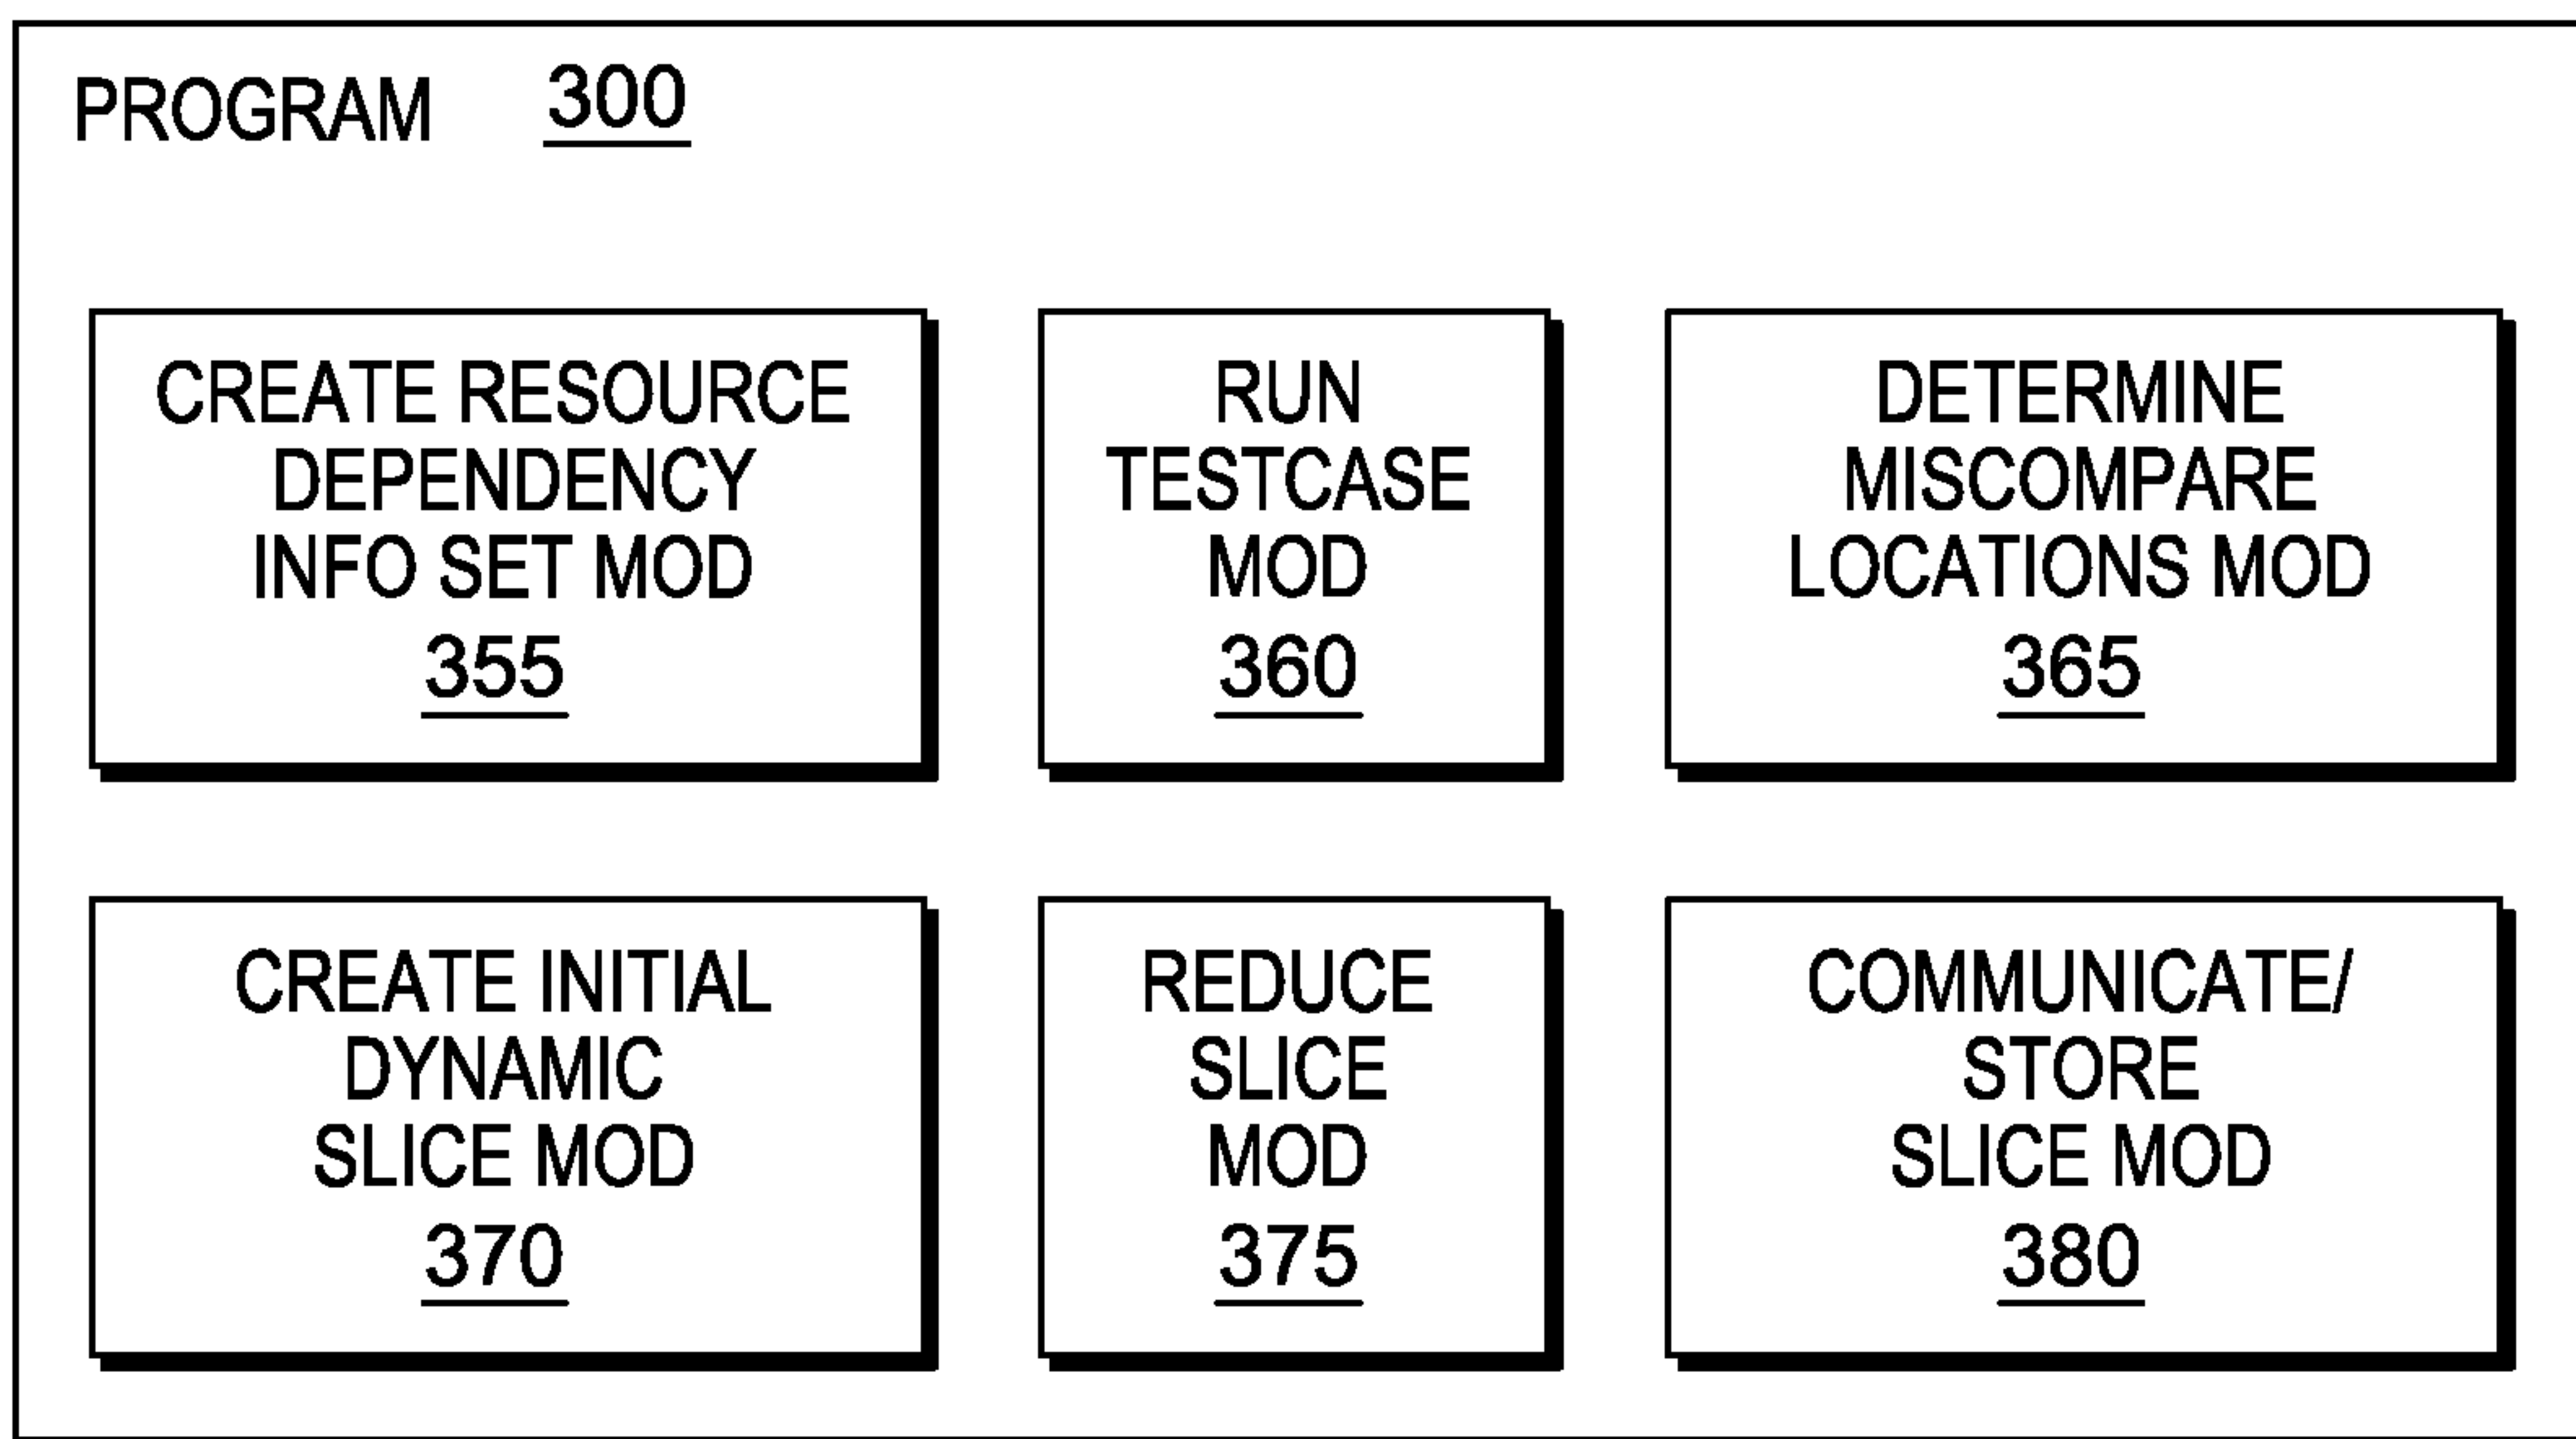 PROGRAM 300
CREATE RESOURCE
DEPENDENCY
INFO SET MOD
355
RUN
TESTCASE
MOD
360
DETERMINE
MISCOMPARE
LOCATIONS MOD
365
CREATE INITIAL
DYNAMIC
SLICE MOD
370
REDUCE
SLICE
MOD
375
COMMUNICATE/
STORE
SLICE MOD
380